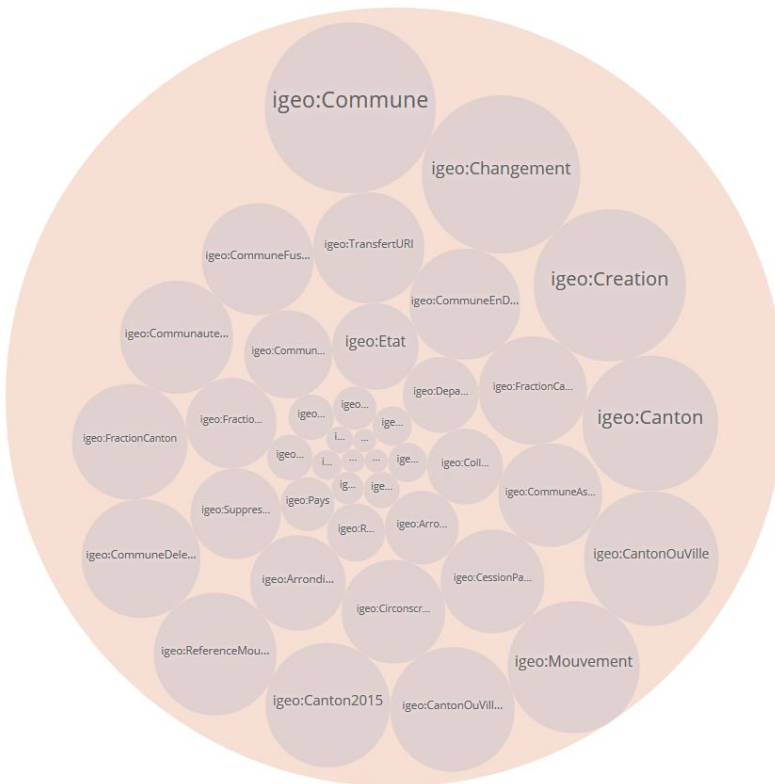 igeo:Commune
igeo:Changement
igeo:TransfertURI
igeo:CommuneFus...
igeo:Creation
igeo:CommuneEnD...
igeo:Communaute...
igeo:Etat
igeo:Commun...
igeo:Depa...
igeo:FractionCa...
igeo...
igeo...
igeo:Canton
igeo:Fractio...
ige...
igeo:FractionCanton
i...
...
igeo...
i...
...
...
ige...
igeo:Coll...
ig...
ige...
igeo:CommuneAs...
igeo:Pays
igeo:Suppres...
igeo:R...
igeo:Arro...
igeo:CommuneDele...
igeo:CantonOuVille
igeo:Arrondi...
igeo:CessionPa...
igeo:Circonscr...
igeo:ReferenceMou...
igeo:Mouvement
igeo:Canton2015
igeo:CantonOuVill...